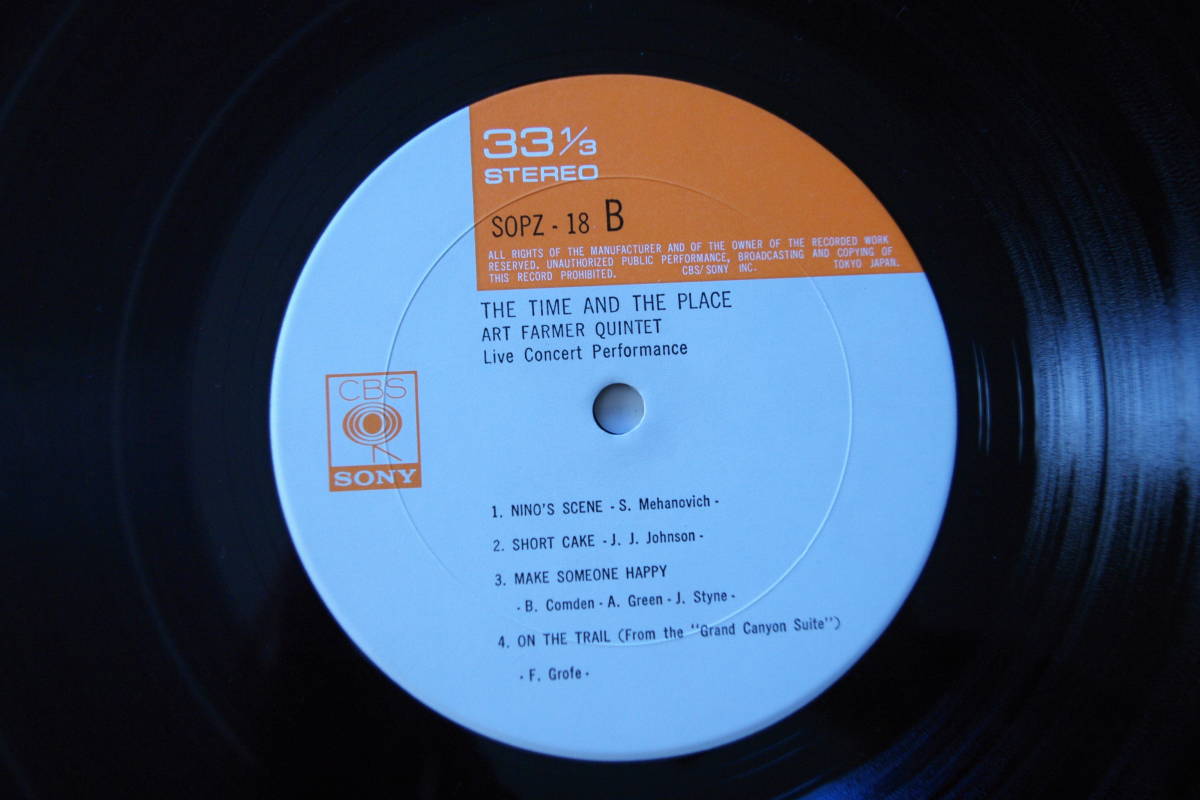 33 1/3
STEREO
SOPZ - 18 B
ALL RIGHTS OF THE MANUFACTURER AND OF THE OWNER OF THE RECORDED WORK
RESERVED. UNAUTHORIZED PUBLIC PERFORMANCE, BROADCASTING AND COPYING OF
THIS RECORD PROHIBITED. CBS/SONY INC. TOKYO JAPAN.
THE TIME AND THE PLACE
ART FARMER QUINTET
Live Concert Performance
CBS
SONY
1. NINO'S SCENE - S. Mehanovich -
2. SHORT CAKE - J. J. Johnson -
3. MAKE SOMEONE HAPPY
- B. Comden - A. Green - J. Styne -
4. ON THE TRAIL (From the "Grand Canyon Suite")
- F. Grofe -